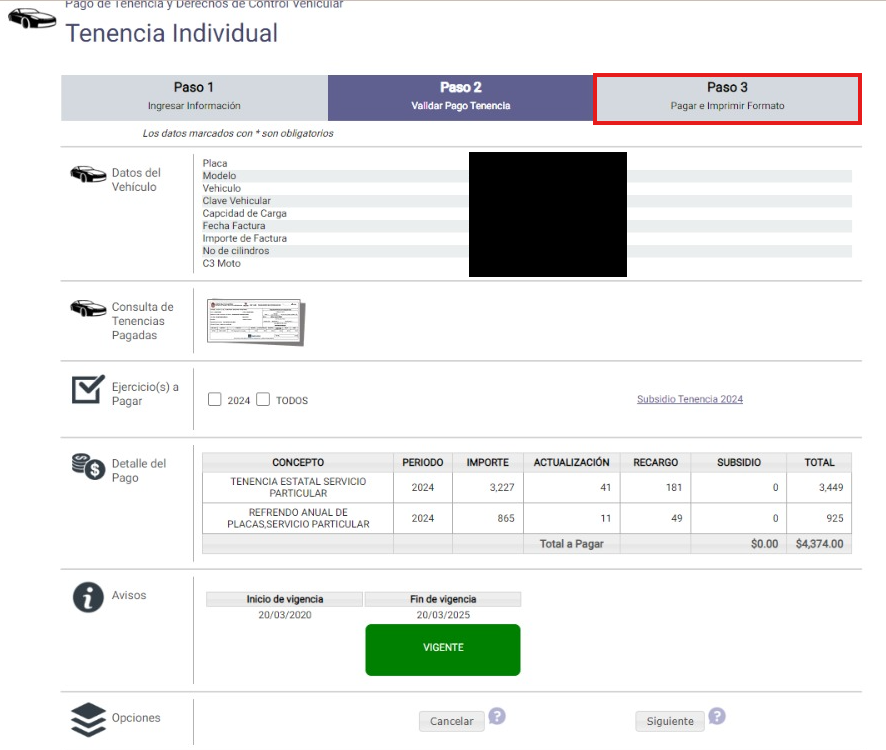 Pago de Tenencia y Derechos de Control Vehicular
Tenencia Individual
Paso 1
Ingresar Información
Paso 2
Validar Pago Tenencia
Paso 3
Pagar e Imprimir Formato
Los datos marcados con * son obligatorios
Datos del
Vehículo
Placa
Modelo
Vehiculo
Clave Vehicular
Capcidad de Carga
Fecha Factura
Importe de Factura
No de cilindros
C3 Moto
Consulta de
Tenencias
Pagadas
Ejercicio(s) a
Pagar
2024 TODOS
Subsidio Tenencia 2024
Detalle del
Pago
CONCEPTO PERIODO IMPORTE ACTUALIZACIÓN RECARGO SUBSIDIO TOTAL
TENENCIA ESTATAL SERVICIO
PARTICULAR 2024 3,227 41 181 0 3,449
REFRENDO ANUAL DE
PLACAS,SERVICIO PARTICULAR 2024 865 11 49 0 925
Total a Pagar $0.00 $4,374.00
Avisos
Inicio de vigencia Fin de vigencia
20/03/2020 20/03/2025
VIGENTE
Opciones
Cancelar ?
Siguiente ?